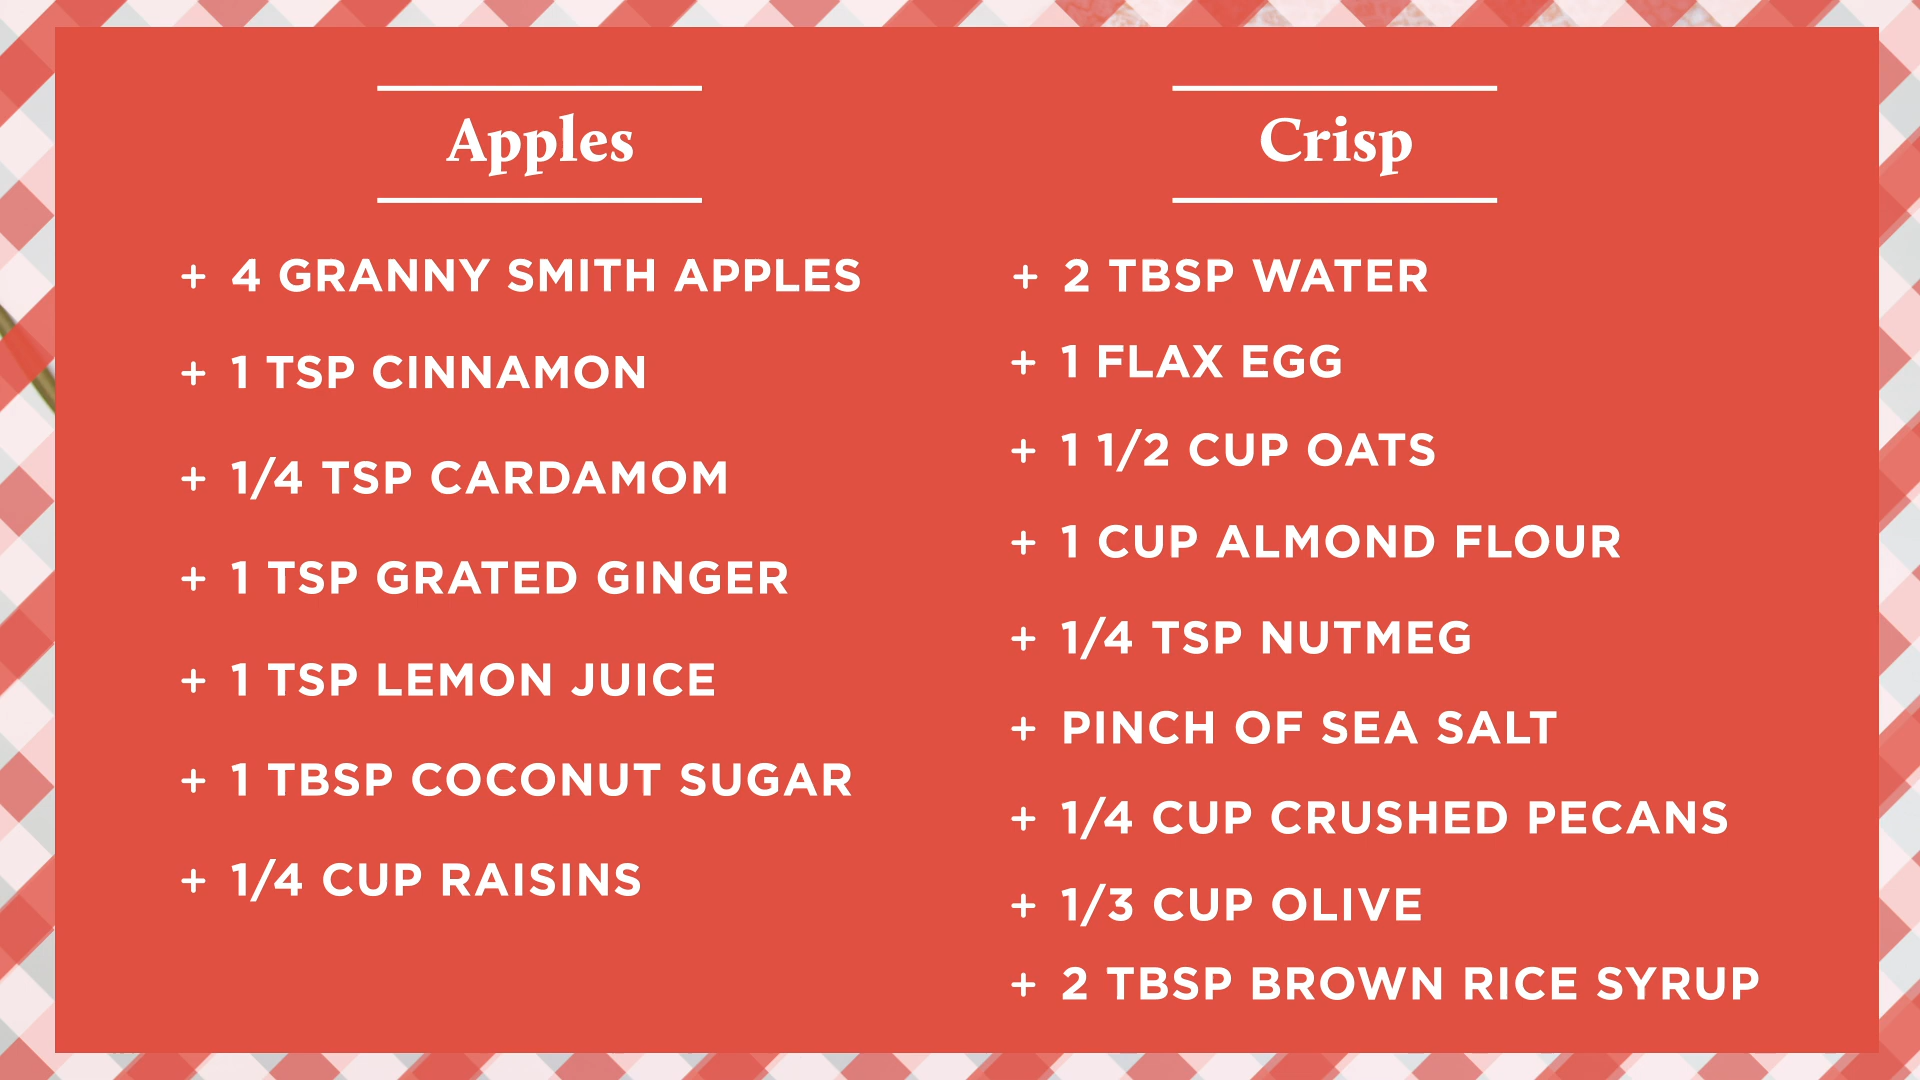 Apples
+ 4 GRANNY SMITH APPLES
+ 1 TSP CINNAMON
+ 1/4 TSP CARDAMOM
+ 1 TSP GRATED GINGER
+ 1 TSP LEMON JUICE
+ 1 TBSP COCONUT SUGAR
+ 1/4 CUP RAISINS
Crisp
+ 2 TBSP WATER
+ 1 FLAX EGG
+ 1 1/2 CUP OATS
+ 1 CUP ALMOND FLOUR
+ 1/4 TSP NUTMEG
+ PINCH OF SEA SALT
+ 1/4 CUP CRUSHED PECANS
+ 1/3 CUP OLIVE
+ 2 TBSP BROWN RICE SYRUP